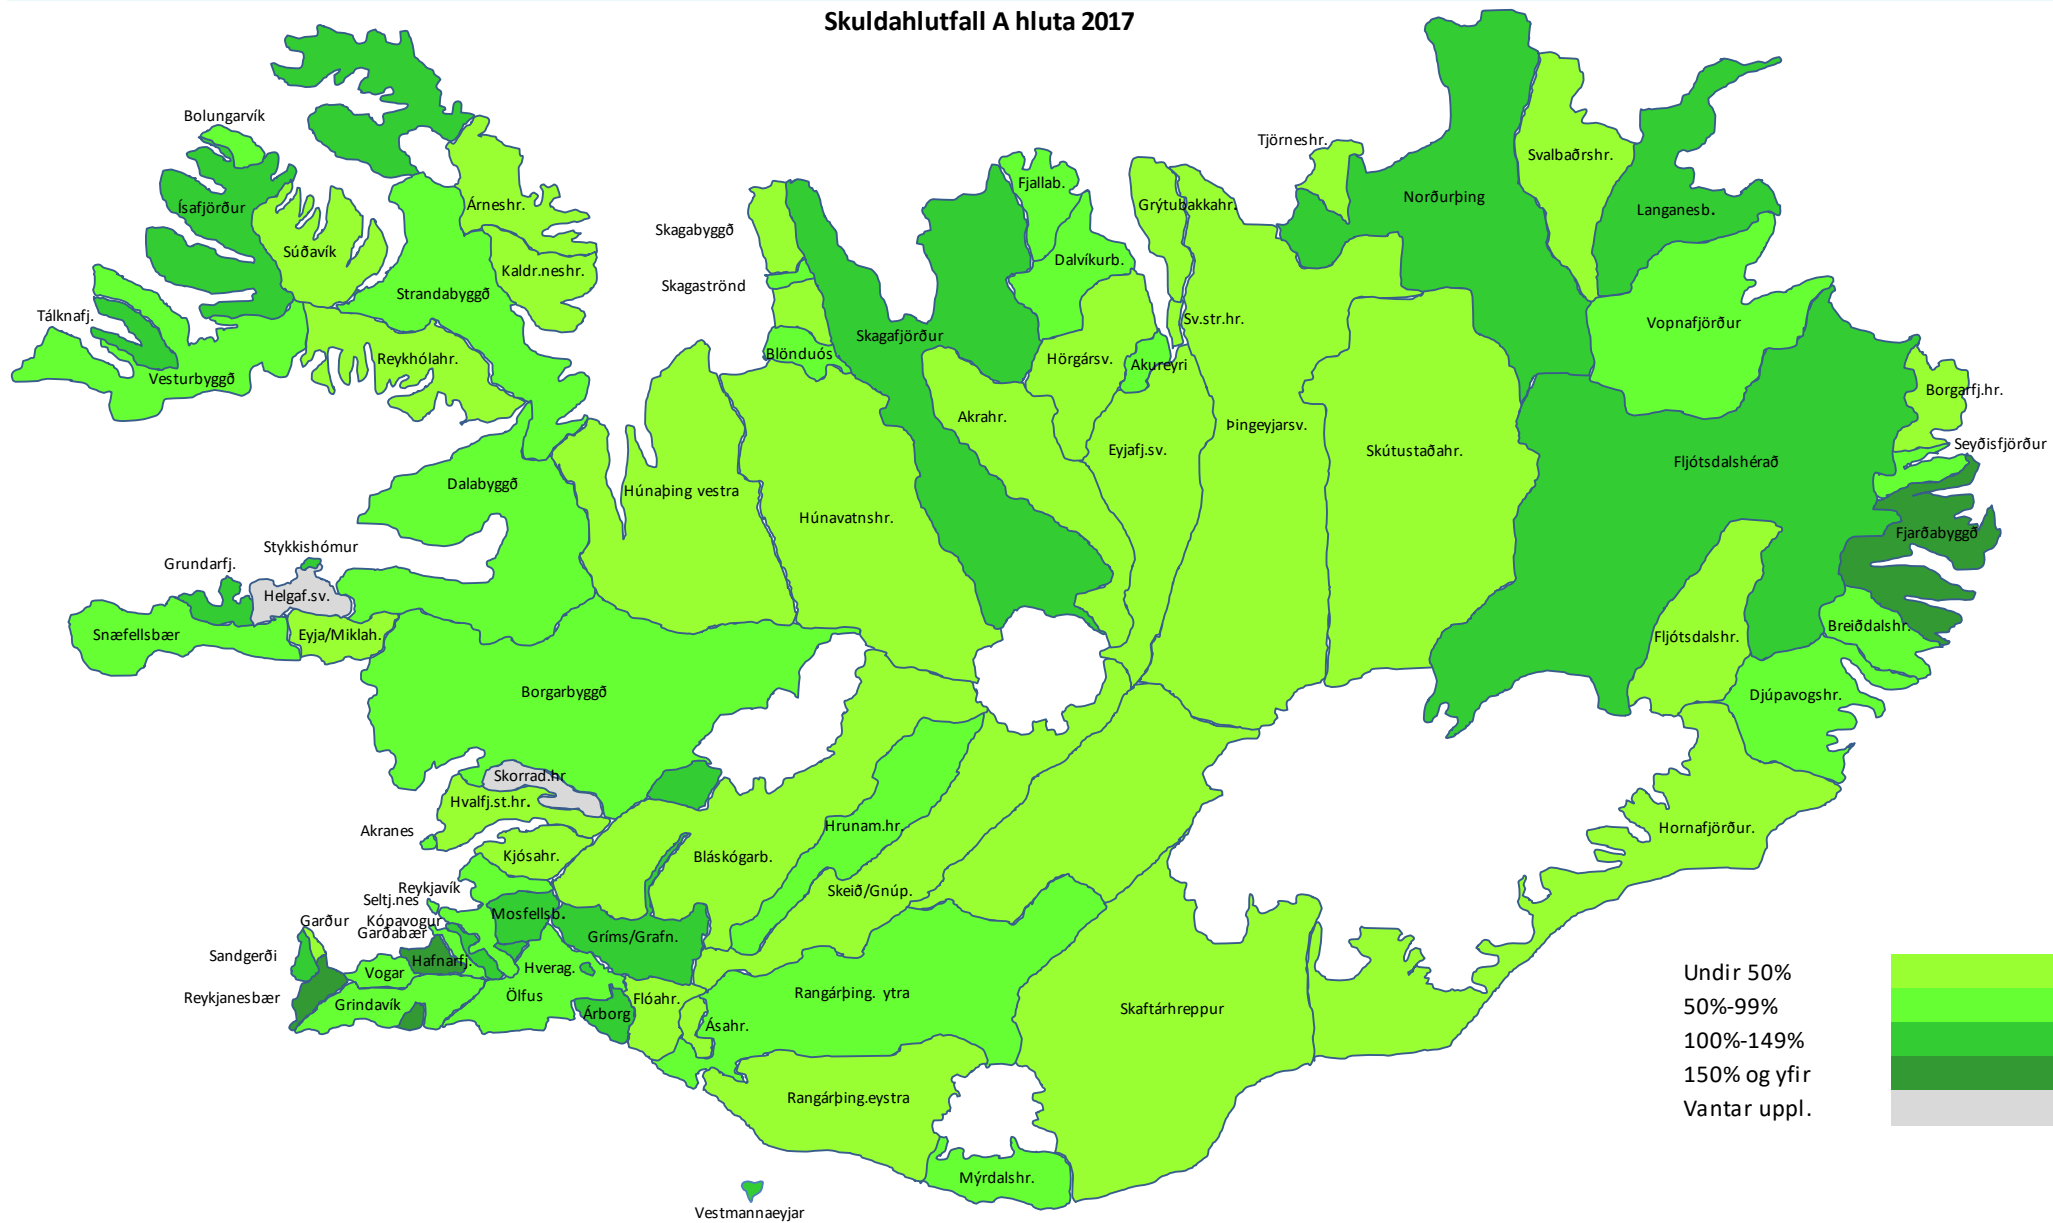 Skuldahlutfall A hluta 2017
Bolungarvík
Tjörneshr.
Svalbaðrshr.
Fjallab.
Ísafjörður
Árneshr.
Grýtubakkahr.
Norðurþing
Langanesb.
Skagabyggð
Súðavík
Dalvíkurb.
Kaldr.neshr.
Skagaströnd
Strandabyggð
Tálknafj.
Sv.str.hr.
Vopnafjörður
Skagafjörður
Blönduós
Reykhólahr.
Hörgársv.
Akureyri
Vesturbyggð
Borgarfj.hr.
Akrahr.
Þingeyjarsv.
Seyðisfjörður
Eyjafj.sv.
Skútustaðahr.
Fljótsdalshérað
Dalabyggð
Húnaþing vestra
Húnavatnshr.
Fjarðabyggð
Stykkishómur
Grundarfj.
Helgaf.sv.
Snæfellsbær
Eyja/Miklah.
Fljótsdalshr.
Breiðdalshr.
Borgarbyggð
Djúpavogshr.
Skorrad.hr
Hvalfj.st.hr.
Akranes
Hrunam.hr.
Hornafjörður.
Kjósahr.
Bláskógarb.
Reykjavík
Skeið/Gnúp.
Seltj.nes
Mosfellsb.
Garður
Kópavogur
Garðabær
Gríms/Grafn.
Sandgerði
Hafnarfj.
Vogar
Hverag.
Undir 50%
Reykjanesbær
Grindavík
Ölfus
Flóahr.
Rangárþing. ytra
50%-99%
Árborg
Ásahr.
Skaftárhreppur
100%-149%
150% og yfir
Rangárþing.eystra
Vantar uppl.
Mýrdalshr.
Vestmannaeyjar